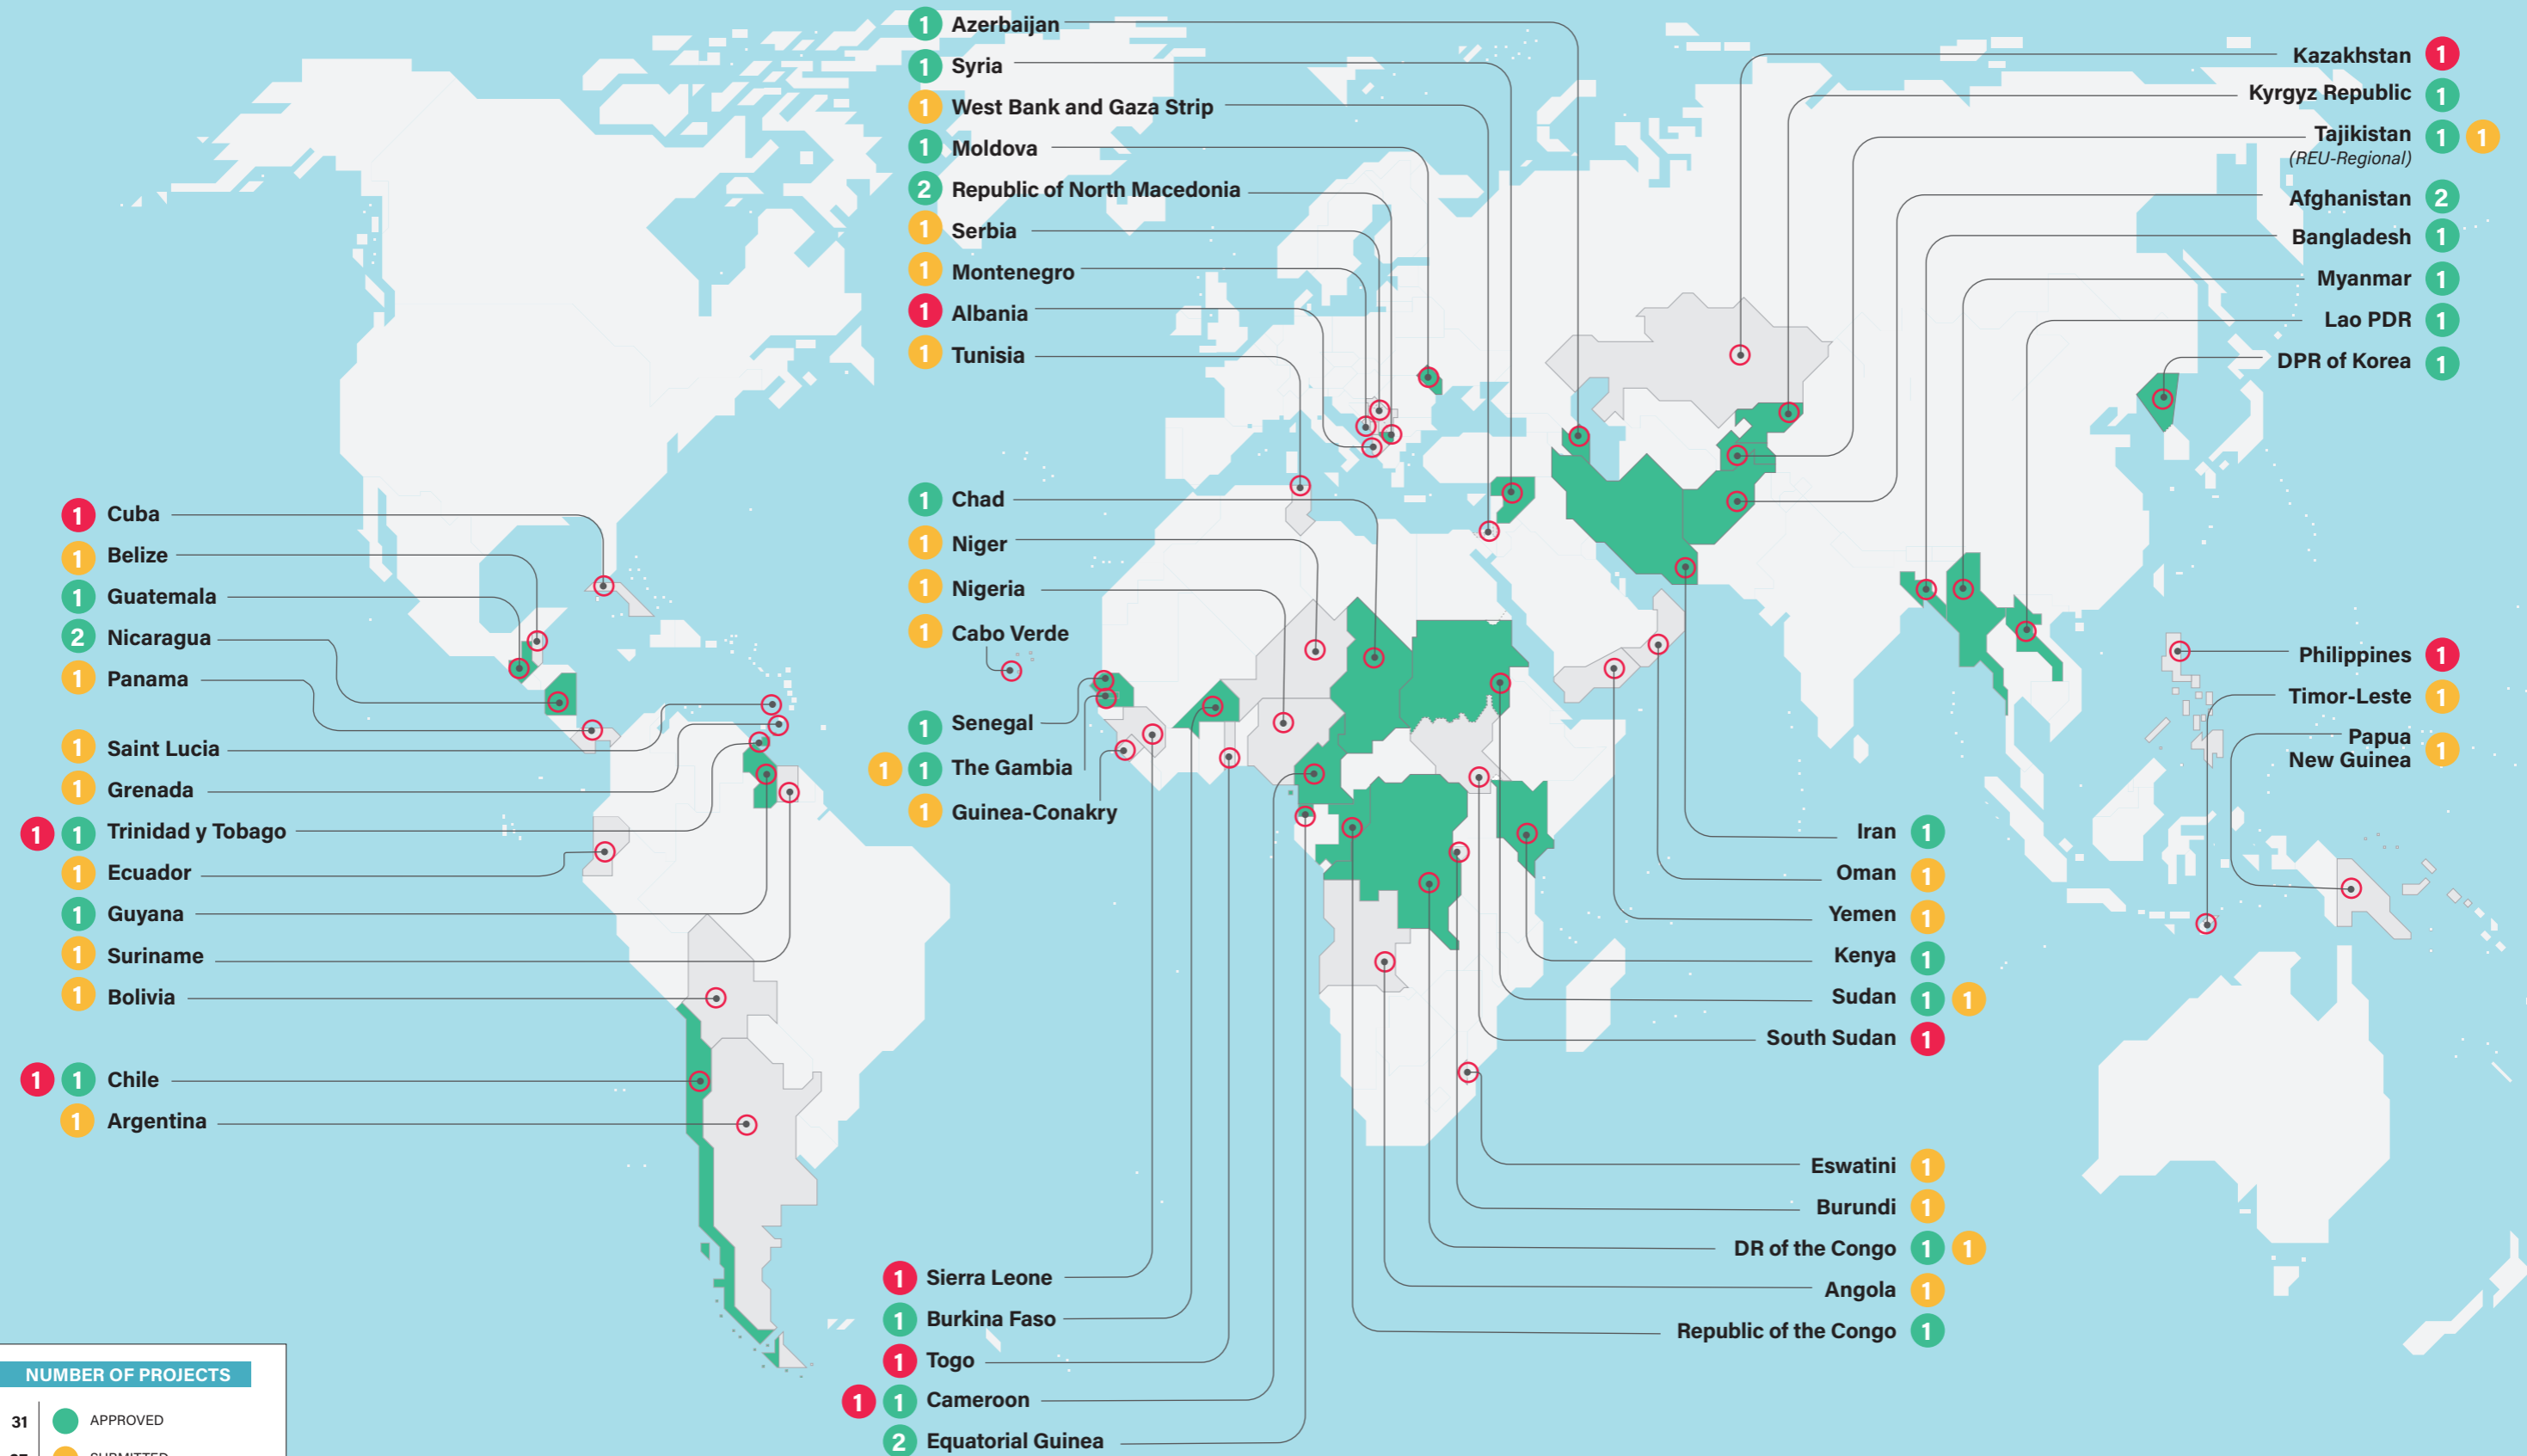 1 Azerbaijan
1 Syria
1 West Bank and Gaza Strip
1 Moldova
2 Republic of North Macedonia
1 Serbia
1 Montenegro
1 Albania
1 Tunisia
Kazakhstan 1
Kyrgyz Republic 1
Tajikistan 1 1
(REU-Regional)
Afghanistan 2
Bangladesh 1
Myanmar 1
Lao PDR 1
DPR of Korea 1
1 Cuba
1 Belize
1 Guatemala
2 Nicaragua
1 Panama
1 Saint Lucia
1 Grenada
1 1 Trinidad y Tobago
1 Ecuador
1 Guyana
1 Suriname
1 Bolivia
1 1 Chile
1 Argentina
1 Chad
1 Niger
1 Nigeria
1 Cabo Verde
1 Senegal
1 1 The Gambia
1 Guinea-Conakry
Philippines 1
Timor-Leste 1
Papua
New Guinea 1
Iran 1
Oman 1
Yemen 1
Kenya 1
Sudan 1 1
South Sudan 1
Eswatini 1
Burundi 1
DR of the Congo 1 1
Angola 1
Republic of the Congo 1
1 Sierra Leone
1 Burkina Faso
1 Togo
1 1 Cameroon
2 Equatorial Guinea
NUMBER OF PROJECTS
31 APPROVED
SUBMITTED